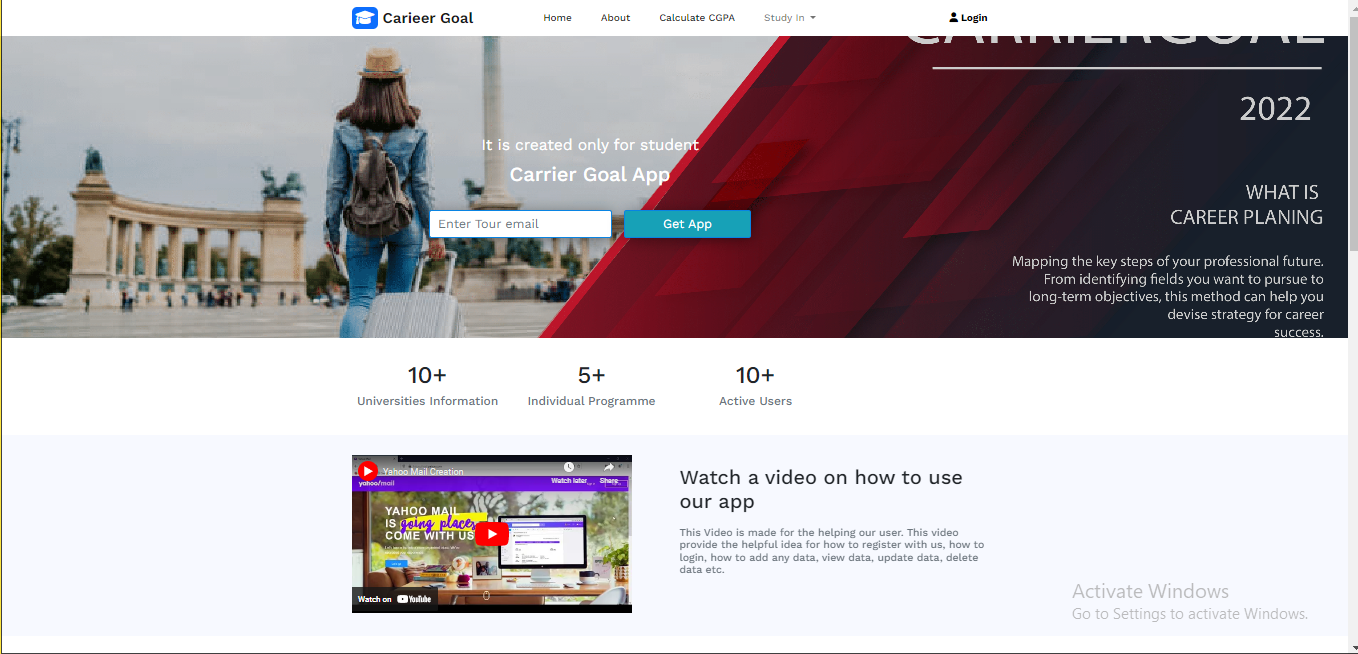 Carieer Goal
Home
About
Calculate CGPA
Study In
Login
CARRIERGOAL
2022
It is created only for student
Carrier Goal App
Enter Tour email
Get App
WHAT IS
CAREER PLANING
Mapping the key steps of your professional future.
From identifying fields you want to pursue to
long-term objectives, this method can help you
devise strategy for career
success.
10+
Universities Information
5+
Individual Programme
10+
Active Users
Yahoo Mail Creation
Watch later
Share
yahoo!mail
YAHOO MAIL
IS going places
COME WITH US
Watch on YouTube
Watch a video on how to use
our app
This Video is made for the helping our user. This video
provide the helpful idea for how to register with us, how to
login, how to add any data, view data, update data, delete
data etc.
Activate Windows
Go to Settings to activate Windows.